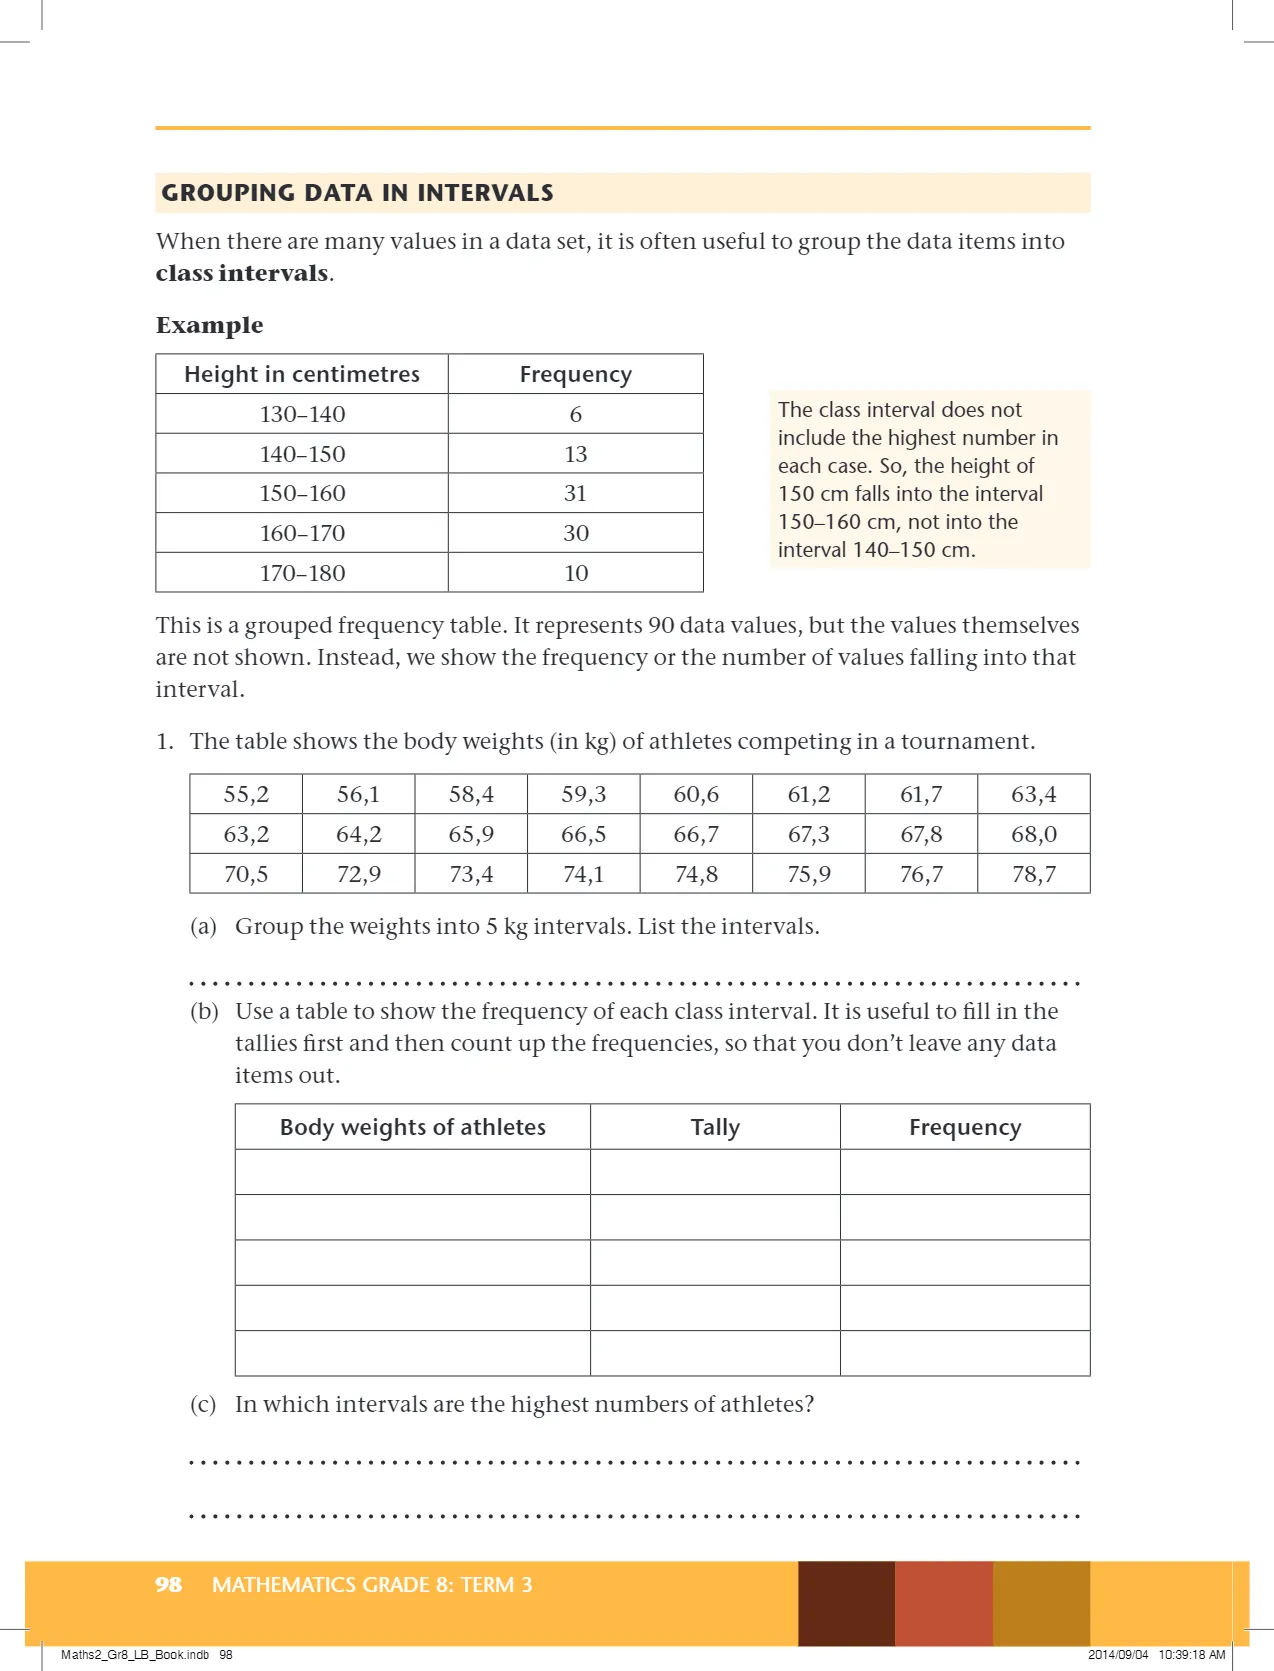 GROUPING DATA IN INTERVALS
When there are many values in a data set, it is often useful to group the data items into
class intervals.
Example
Height in centimetres Frequency
130–140 6
140–150 13
150–160 31
160–170 30
170–180 10
The class interval does not
include the highest number in
each case. So, the height of
150 cm falls into the interval
150–160 cm, not into the
interval 140–150 cm.
This is a grouped frequency table. It represents 90 data values, but the values themselves
are not shown. Instead, we show the frequency or the number of values falling into that
interval.
1. The table shows the body weights (in kg) of athletes competing in a tournament.
55,2 56,1 58,4 59,3 60,6 61,2 61,7 63,4
63,2 64,2 65,9 66,5 66,7 67,3 67,8 68,0
70,5 72,9 73,4 74,1 74,8 75,9 76,7 78,7
(a) Group the weights into 5 kg intervals. List the intervals.
(b) Use a table to show the frequency of each class interval. It is useful to fill in the
tallies first and then count up the frequencies, so that you don’t leave any data
items out.
Body weights of athletes Tally Frequency
(c) In which intervals are the highest numbers of athletes?
98 MATHEMATICS GRADE 8: TERM 3
Maths2_Gr8_LB_Book.indb 98 2014/09/04 10:39:18 AM